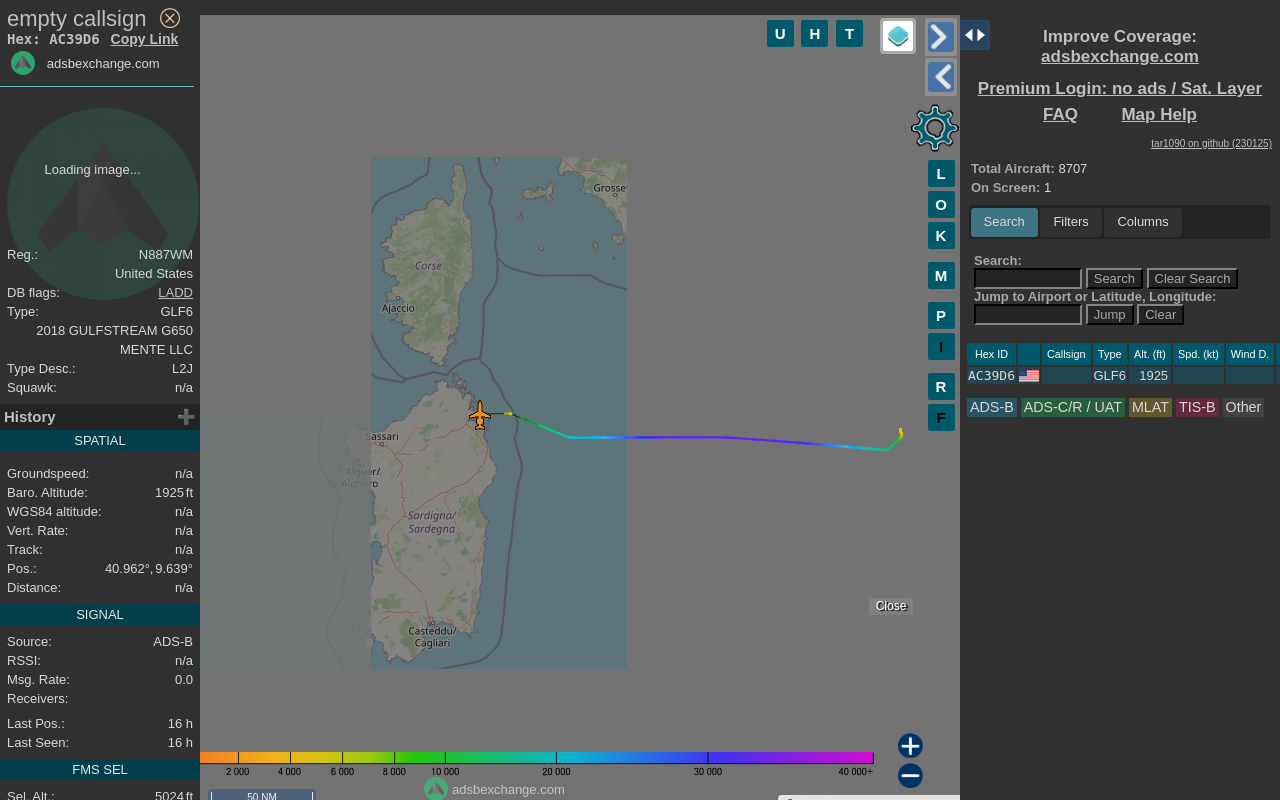 empty callsign
Hex: AC39D6 Copy Link
adsbexchange.com
Loading image...
Reg.: N887WM
United States
DB flags: LADD
Type: GLF6
2018 GULFSTREAM G650
MENTE LLC
Type Desc.: L2J
Squawk: n/a
History
SPATIAL
Groundspeed: n/a
Baro. Altitude: 1925 ft
WGS84 altitude: n/a
Vert. Rate: n/a
Track: n/a
Pos.: 40.962°, 9.639°
Distance: n/a
SIGNAL
Source: ADS-B
RSSI: n/a
Msg. Rate: 0.0
Receivers:
Last Pos.: 16 h
Last Seen: 16 h
FMS SEL
Sel. Alt.: 5024 ft
U H T
L
O
K
M
P
I
R
F
Grosse
Corse
Ajaccio
Sassari
L'Alguer/
Alghero
Sardigna/
Sardegna
Casteddu/
Cagliari
Close
2 000 4 000 6 000 8 000 10 000 20 000 30 000 40 000+
adsbexchange.com
50 NM
Improve Coverage:
adsbexchange.com
Premium Login: no ads / Sat. Layer
FAQ Map Help
tar1090 on github (230125)
Total Aircraft: 8707
On Screen: 1
Search Filters Columns
Search:
Search Clear Search
Jump to Airport or Latitude, Longitude:
Jump Clear
Hex ID Callsign Type Alt. (ft) Spd. (kt) Wind D.
AC39D6 GLF6 1925
ADS-B ADS-C/R / UAT MLAT TIS-B Other